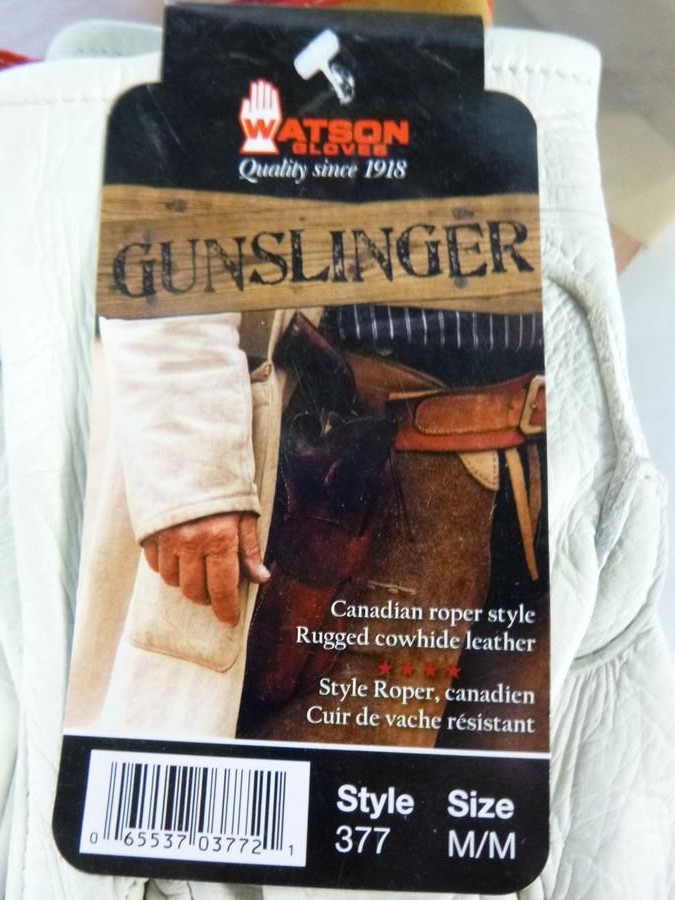 WATSON
GLOVES
Quality since 1918
GUNSLINGER
Canadian roper style
Rugged cowhide leather
★★★★
Style Roper, canadien
Cuir de vache résistant
Style Size
377 M/M
0 65537 03772 1